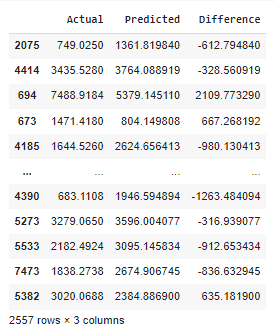 Actual Predicted Difference
2075 749.0250 1361.819840 -612.794840
4414 3435.5280 3764.088919 -328.560919
694 7488.9184 5379.145110 2109.773290
673 1471.4180 804.149808 667.268192
4185 1644.5260 2624.656413 -980.130413
... ... ... ...
4390 683.1108 1946.594894 -1263.484094
5273 3279.0650 3596.004077 -316.939077
5533 2182.4924 3095.145834 -912.653434
7473 1838.2738 2674.906745 -836.632945
5382 3020.0688 2384.886900 635.181900
2557 rows × 3 columns